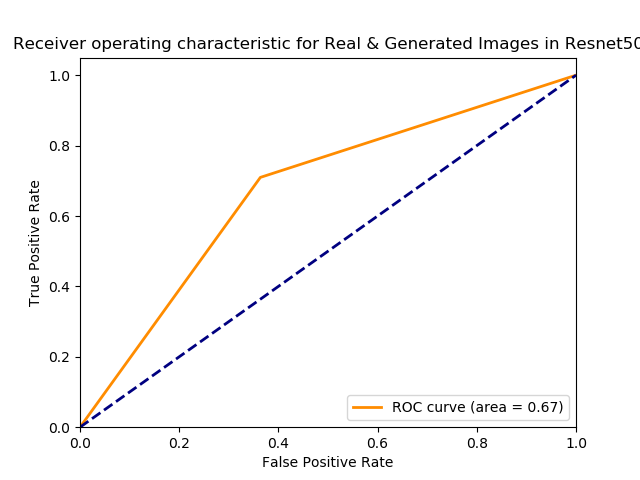 Receiver operating characteristic for Real & Generated Images in Resnet50
1.0
0.8
0.6
0.4
0.2
0.0
True Positive Rate
ROC curve (area = 0.67)
0.0 0.2 0.4 0.6 0.8 1.0
False Positive Rate